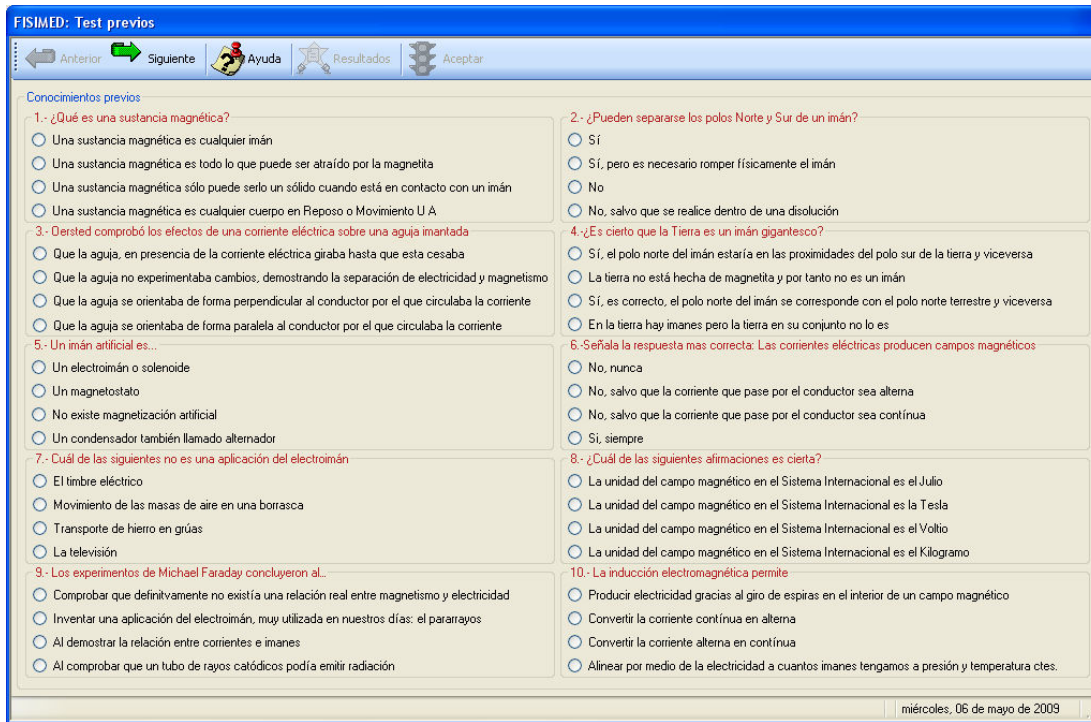 FISIMED: Test previos
Anterior Siguiente Ayuda Resultados Aceptar
Conocimientos previos
1.- ¿Qué es una sustancia magnética?
Una sustancia magnética es cualquier imán
Una sustancia magnética es todo lo que puede ser atraído por la magnetita
Una sustancia magnética sólo puede serlo un sólido cuando está en contacto con un imán
Una sustancia magnética es cualquier cuerpo en Reposo o Movimiento U A
2.- ¿Pueden separarse los polos Norte y Sur de un imán?
Sí
Sí, pero es necesario romper físicamente el imán
No
No, salvo que se realice dentro de una disolución
3.- Oersted comprobó los efectos de una corriente eléctrica sobre una aguja imantada
Que la aguja, en presencia de la corriente eléctrica giraba hasta que esta cesaba
Que la aguja no experimentaba cambios, demostrando la separación de electricidad y magnetismo
Que la aguja se orientaba de forma perpendicular al conductor por el que circulaba la corriente
Que la aguja se orientaba de forma paralela al conductor por el que circulaba la corriente
4.-¿Es cierto que la Tierra es un imán gigantesco?
Sí, el polo norte del imán estaría en las proximidades del polo sur de la tierra y viceversa
La tierra no está hecha de magnetita y por tanto no es un imán
Sí, es correcto, el polo norte del imán se corresponde con el polo norte terrestre y viceversa
En la tierra hay imanes pero la tierra en su conjunto no lo es
5.- Un imán artificial es...
Un electroimán o solenoide
Un magnetostato
No existe magnetización artificial
Un condensador también llamado alternador
6.-Señala la respuesta mas correcta: Las corrientes eléctricas producen campos magnéticos
No, nunca
No, salvo que la corriente que pase por el conductor sea alterna
No, salvo que la corriente que pase por el conductor sea contínua
Si, siempre
7.- Cuál de las siguientes no es una aplicación del electroimán
El timbre eléctrico
Movimiento de las masas de aire en una borrasca
Transporte de hierro en grúas
La televisión
8.- ¿Cuál de las siguientes afirmaciones es cierta?
La unidad del campo magnético en el Sistema Internacional es el Julio
La unidad del campo magnético en el Sistema Internacional es la Tesla
La unidad del campo magnético en el Sistema Internacional es el Voltio
La unidad del campo magnético en el Sistema Internacional es el Kilogramo
9.- Los experimentos de Michael Faraday concluyeron al...
Comprobar que definitvamente no existía una relación real entre magnetismo y electricidad
Inventar una aplicación del electroimán, muy utilizada en nuestros días: el pararrayos
Al demostrar la relación entre corrientes e imanes
Al comprobar que un tubo de rayos catódicos podía emitir radiación
10.- La inducción electromagnética permite
Producir electricidad gracias al giro de espiras en el interior de un campo magnético
Convertir la corriente contínua en alterna
Convertir la corriente alterna en contínua
Alinear por medio de la electricidad a cuantos imanes tengamos a presión y temperatura ctes.
miércoles, 06 de mayo de 2009